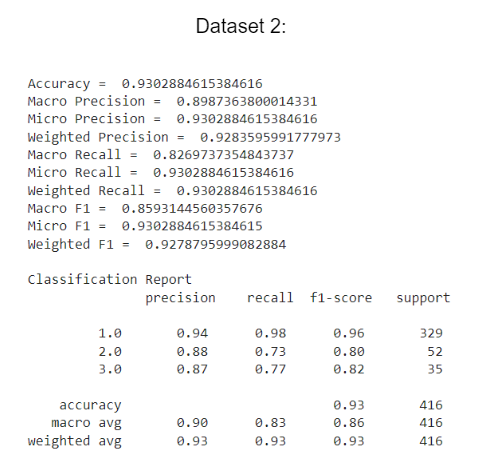 Dataset 2:
Accuracy = 0.9302884615384616
Macro Precision = 0.8987363800014331
Micro Precision = 0.9302884615384616
Weighted Precision = 0.9283595991777973
Macro Recall = 0.8269737354843737
Micro Recall = 0.9302884615384616
Weighted Recall = 0.9302884615384616
Macro F1 = 0.8593144560357676
Micro F1 = 0.9302884615384615
Weighted F1 = 0.9278795999082884
Classification Report
precision recall f1-score support
1.0 0.94 0.98 0.96 329
2.0 0.88 0.73 0.80 52
3.0 0.87 0.77 0.82 35
accuracy 0.93 416
macro avg 0.90 0.83 0.86 416
weighted avg 0.93 0.93 0.93 416